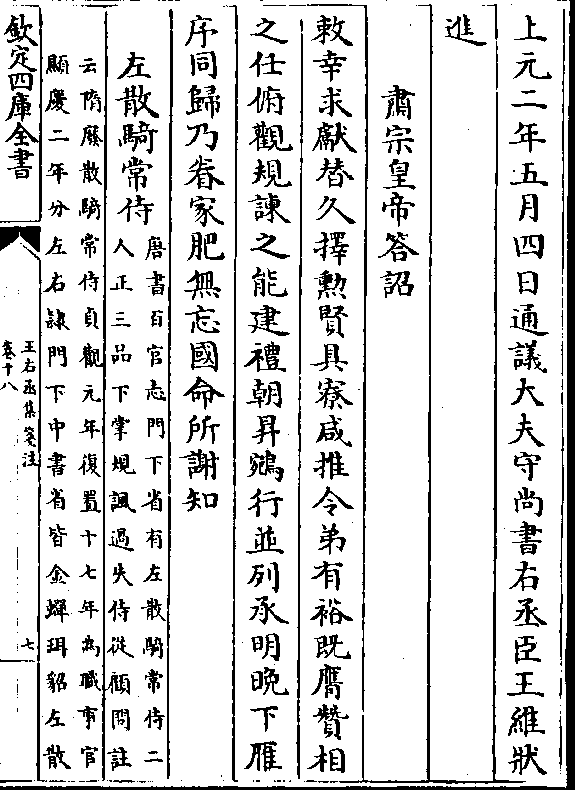 上元二年五月四日通議大夫守尚書右丞臣王維狀
進
肅宗皇帝答詔
敕幸求獻替久擇勲賢具寮咸推令弟有裕既膺贊相
之任俯觀規諫之能建禮朝昇鵷行並列承明晚下雁
序同歸乃眷家肥無忘國命所謝知
左散騎常侍
唐書百官志門下省有左散騎常侍二
人正三品下掌規諷過失侍從顧問註
云隋廢散騎常侍貞觀元年復置十七年為職事官
顯慶二年分左右隷門下中書省皆金蟬珥貂左散
欽定四庫全書
王右丞集箋注
卷十八
七